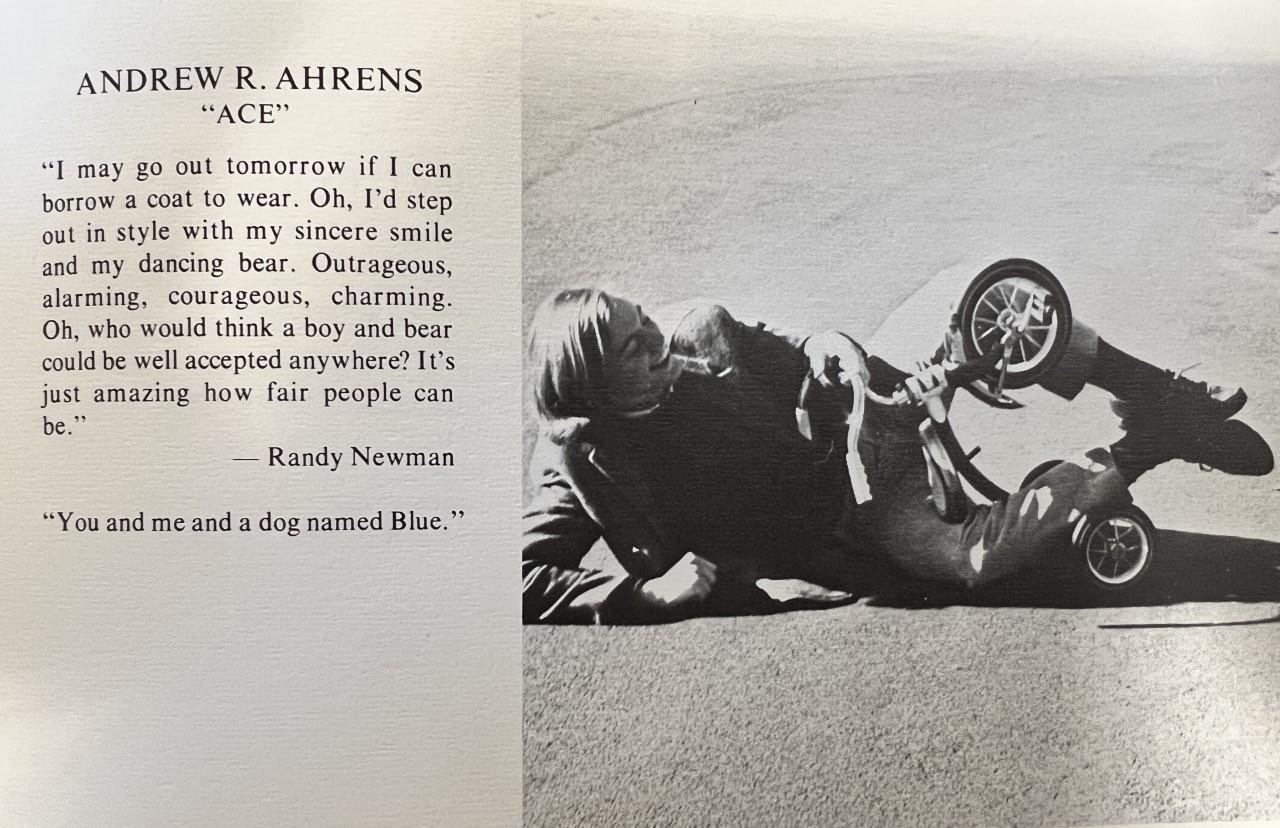 ANDREW R. AHRENS
“ACE”
“I may go out tomorrow if I can
borrow a coat to wear. Oh, I’d step
out in style with my sincere smile
and my dancing bear. Outrageous,
alarming, courageous, charming.
Oh, who would think a boy and bear
could be well accepted anywhere? It’s
just amazing how fair people can
be.”
— Randy Newman
“You and me and a dog named Blue.”